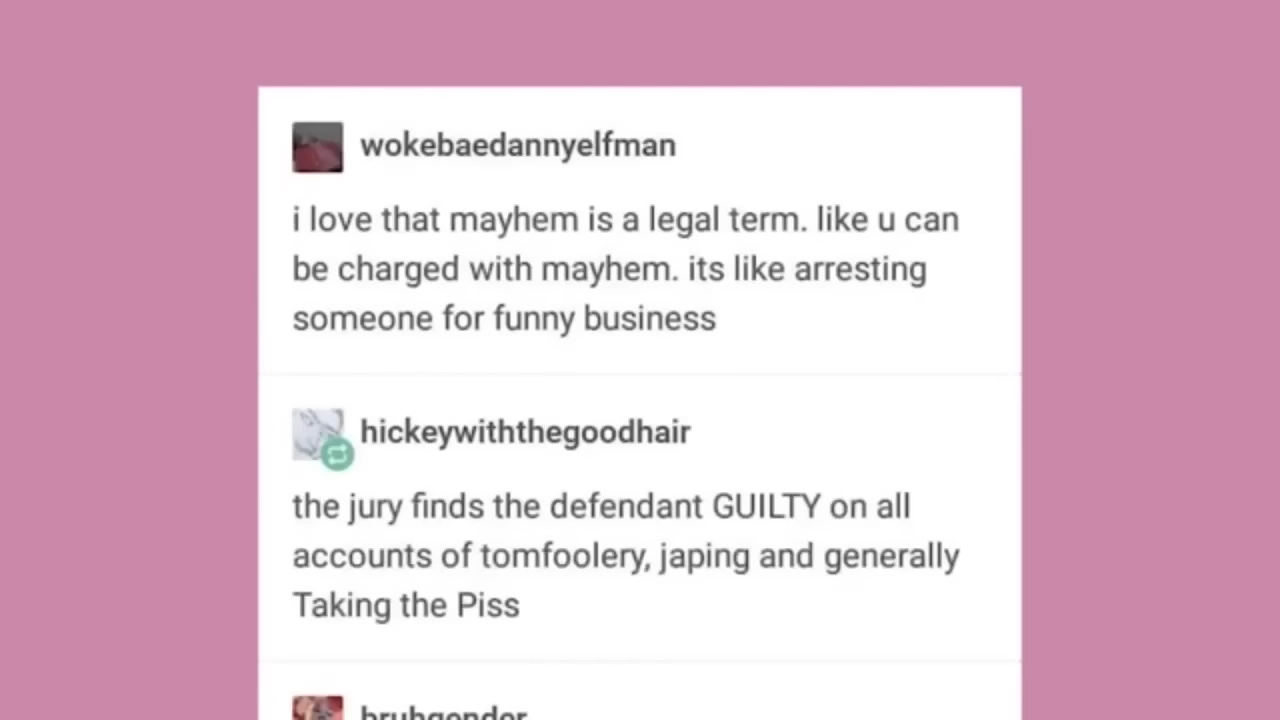 wokebaedannyelfman
i love that mayhem is a legal term. like u can
be charged with mayhem. its like arresting
someone for funny business
hickeywiththegoodhair
the jury finds the defendant GUILTY on all
accounts of tomfoolery, japing and generally
Taking the Piss
bruhgender